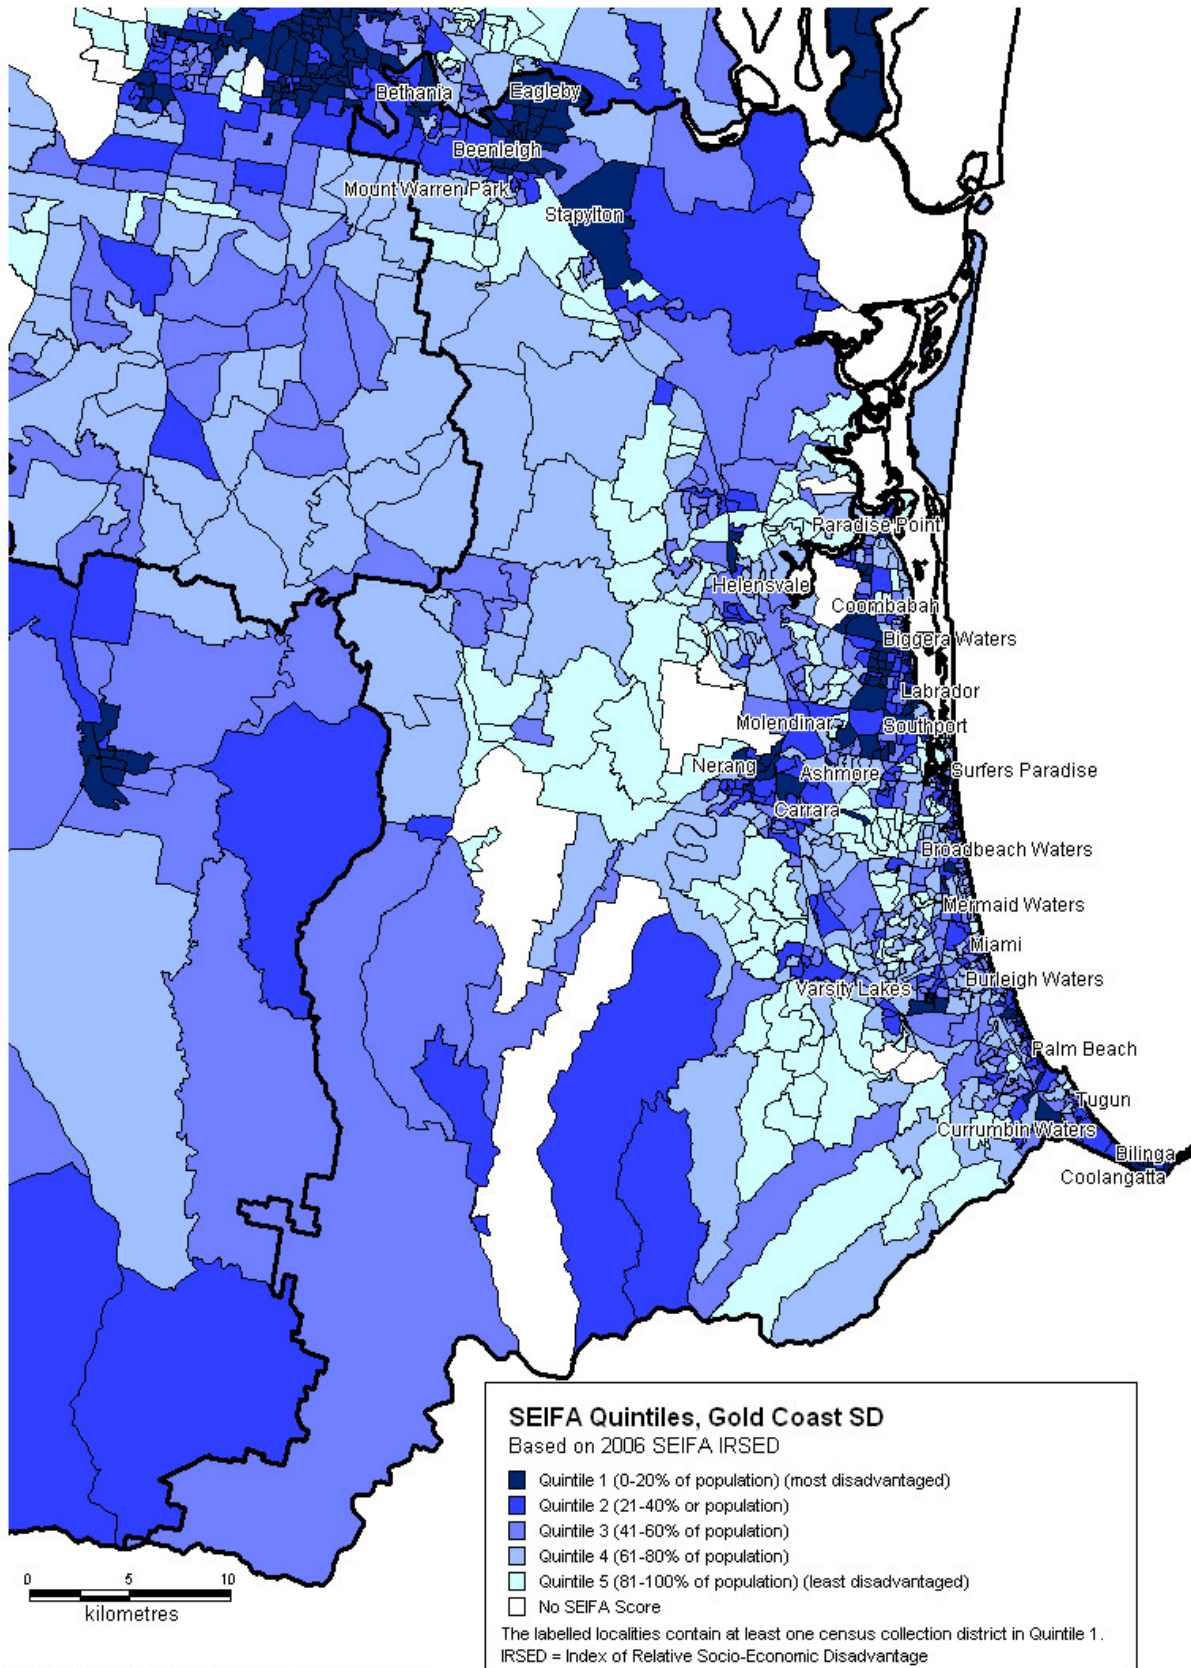 Bethania
Eagleby
Beenleigh
Mount Warren Park
Stapylton
Paradise Point
Helensvale
Coombabah
Biggera Waters
Labrador
Molendinar
Southport
Nerang
Ashmore
Surfers Paradise
Carrara
Broadbeach Waters
Mermaid Waters
Miami
Varsity Lakes
Burleigh Waters
Palm Beach
Tugun
Currumbin Waters
Bilinga
Coolangatta
SEIFA Quintiles, Gold Coast SD
Based on 2006 SEIFA IRSED
Quintile 1 (0-20% of population) (most disadvantaged)
Quintile 2 (21-40% or population)
Quintile 3 (41-60% of population)
Quintile 4 (61-80% of population)
Quintile 5 (81-100% of population) (least disadvantaged)
No SEIFA Score
The labelled localities contain at least one census collection district in Quintile 1.
IRSED = Index of Relative Socio-Economic Disadvantage
0 5 10
kilometres